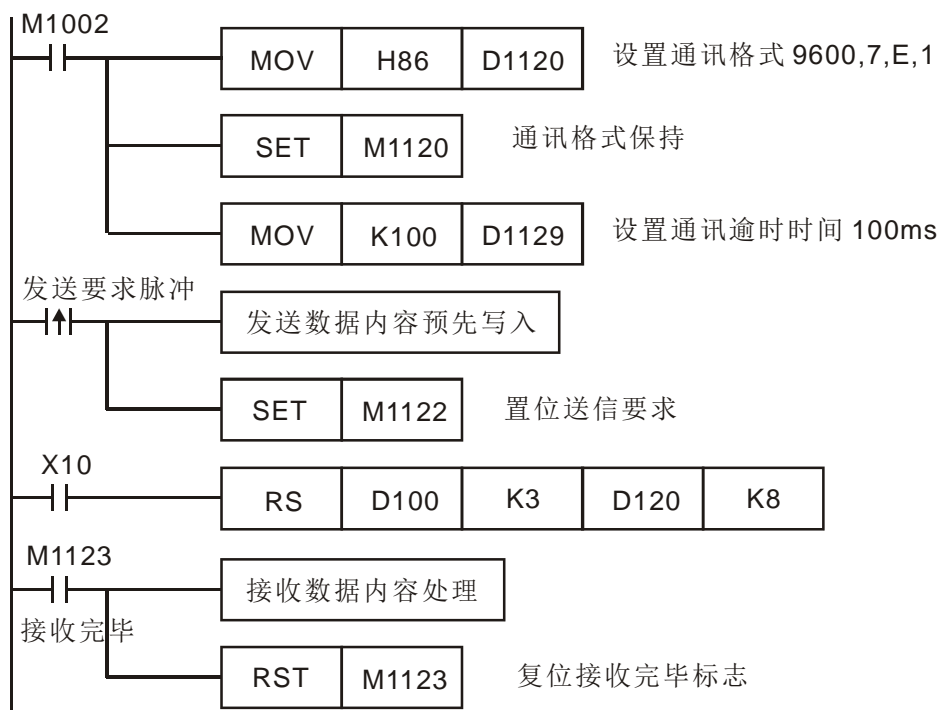 M1002
MOV H86 D1120 设置通讯格式 9600,7,E,1
SET M1120 通讯格式保持
MOV K100 D1129 设置通讯逾时时间 100ms
发送要求脉冲
发送数据内容预先写入
SET M1122 置位送信要求
X10
RS D100 K3 D120 K8
M1123
接收数据内容处理
接收完毕
RST M1123 复位接收完毕标志